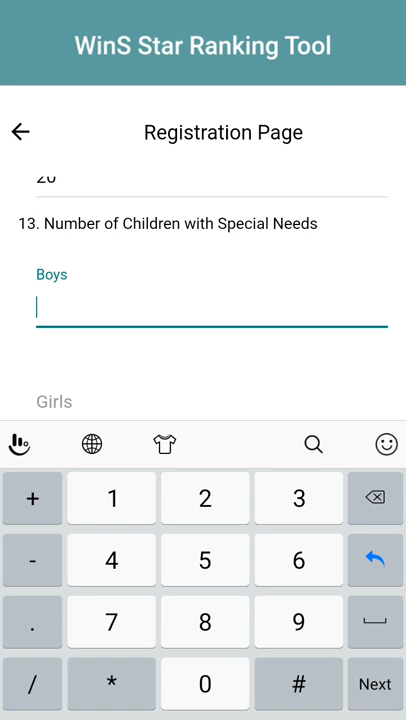 WinS Star Ranking Tool
Registration Page
20
13. Number of Children with Special Needs
Boys
Girls
+ 1 2 3
- 4 5 6
. 7 8 9
/ * 0 # Next